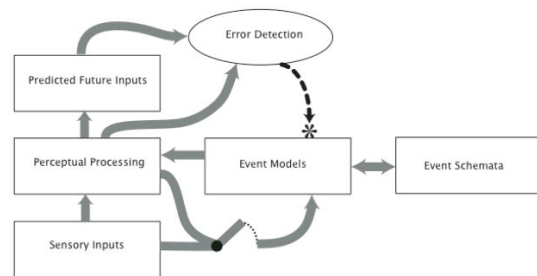 Error Detection
Predicted Future Inputs
Perceptual Processing
Event Models
Event Schemata
Sensory Inputs